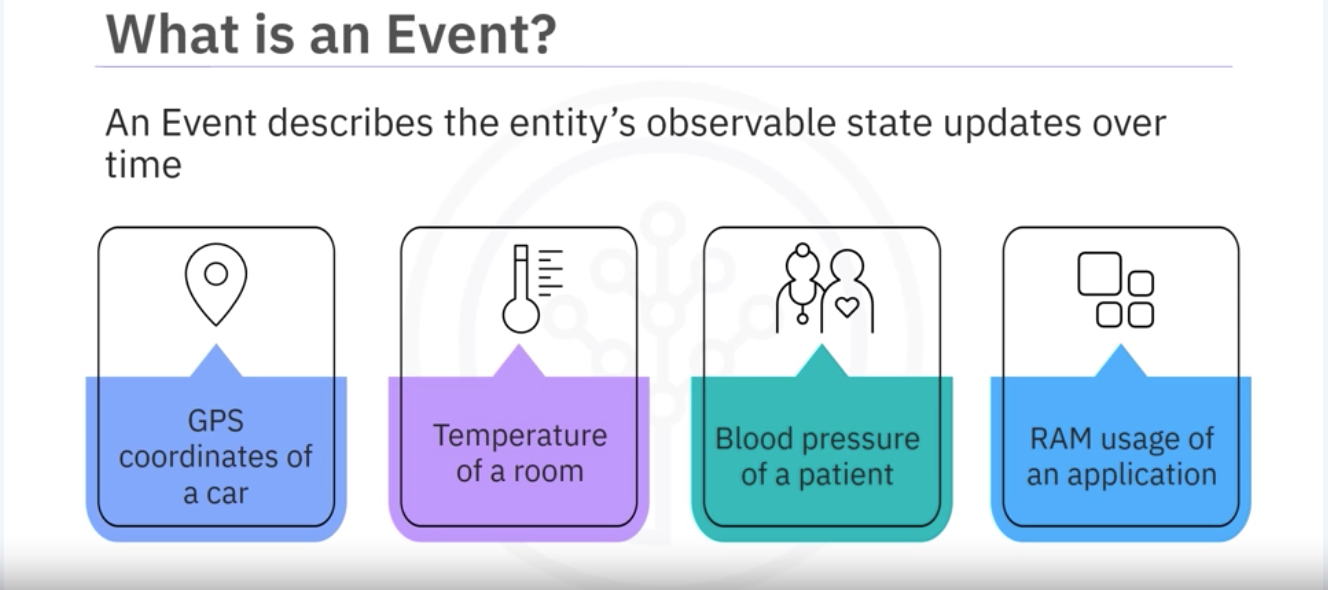 What is an Event?
An Event describes the entity's observable state updates over
time
GPS
coordinates of
a car
Temperature
of a room
Blood pressure
of a patient
RAM usage of
an application